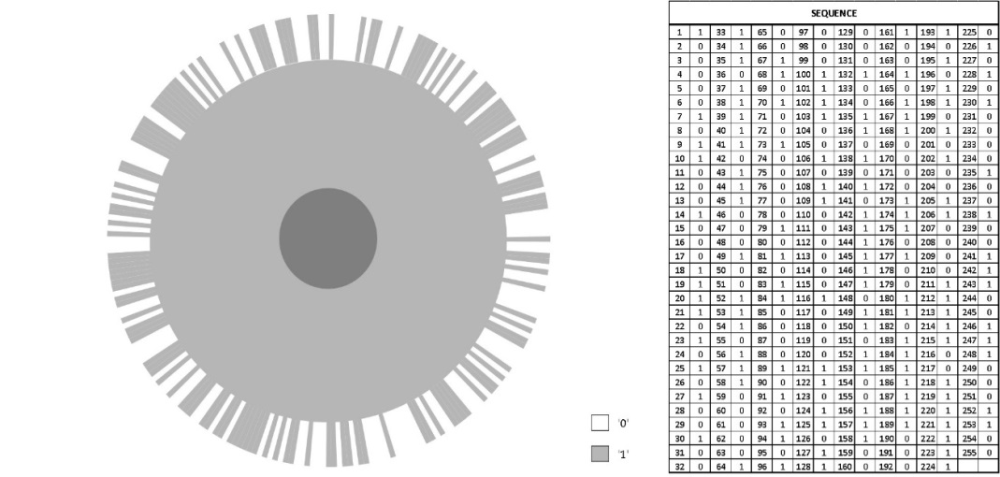 '0'
'1'
SEQUENCE
1 1 33 1 65 0 97 0 129 0 161 1 193 1 225 0
2 0 34 1 66 0 98 0 130 0 162 0 194 0 226 1
3 0 35 1 67 1 99 0 131 0 163 0 195 1 227 0
4 0 36 0 68 1 100 1 132 1 164 1 196 0 228 1
5 0 37 1 69 0 101 1 133 0 165 0 197 1 229 0
6 0 38 1 70 1 102 1 134 0 166 1 198 1 230 1
7 1 39 1 71 0 103 1 135 1 167 1 199 0 231 0
8 0 40 1 72 0 104 0 136 1 168 1 200 1 232 0
9 1 41 1 73 1 105 0 137 0 169 0 201 0 233 0
10 1 42 0 74 0 106 1 138 1 170 0 202 1 234 0
11 0 43 1 75 0 107 0 139 0 171 0 203 0 235 1
12 0 44 1 76 0 108 1 140 1 172 0 204 0 236 0
13 0 45 1 77 0 109 1 141 0 173 1 205 1 237 0
14 1 46 0 78 0 110 0 142 1 174 1 206 1 238 1
15 0 47 0 79 1 111 0 143 1 175 1 207 0 239 0
16 0 48 0 80 0 112 0 144 1 176 0 208 0 240 0
17 0 49 1 81 1 113 0 145 1 177 1 209 0 241 1
18 1 50 0 82 0 114 0 146 1 178 0 210 0 242 1
19 1 51 0 83 1 115 0 147 1 179 0 211 1 243 1
20 1 52 1 84 1 116 1 148 0 180 1 212 1 244 0
21 1 53 1 85 0 117 0 149 1 181 1 213 1 245 0
22 0 54 1 86 0 118 0 150 1 182 0 214 1 246 1
23 1 55 0 87 0 119 0 151 0 183 1 215 1 247 1
24 0 56 1 88 0 120 0 152 1 184 1 216 0 248 1
25 1 57 1 89 1 121 1 153 1 185 1 217 0 249 0
26 0 58 1 90 0 122 1 154 0 186 1 218 1 250 0
27 1 59 0 91 1 123 0 155 0 187 1 219 1 251 0
28 0 60 0 92 0 124 1 156 1 188 1 220 1 252 1
29 0 61 0 93 1 125 1 157 1 189 1 221 1 253 1
30 1 62 0 94 1 126 0 158 1 190 0 222 1 254 0
31 0 63 0 95 0 127 1 159 0 191 0 223 1 255 0
32 0 64 1 96 1 128 1 160 0 192 0 224 1